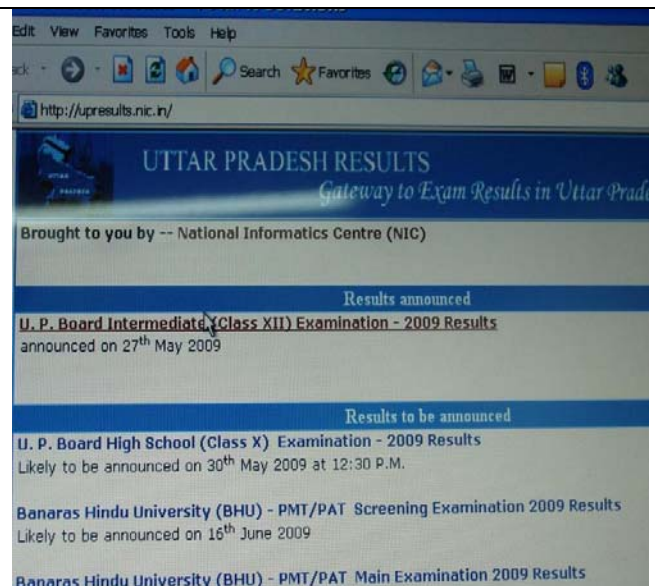 Edit View Favorites Tools Help
Search Favorites
http://upresults.nic.in/
UTTAR PRADESH RESULTS
Gateway to Exam Results in Uttar
Brought to you by -- National Informatics Centre (NIC)
Results announced
U. P. Board Intermediate (Class XII) Examination - 2009 Results
announced on 27th May 2009
Results to be announced
U. P. Board High School (Class X) Examination - 2009 Results
Likely to be announced on 30th May 2009 at 12:30 P.M.
Banaras Hindu University (BHU) - PMT/PAT Screening Examination 2009 Results
Likely to be announced on 16th June 2009
Banaras Hindu University (BHU) - PMT/PAT Main Examination 2009 Results